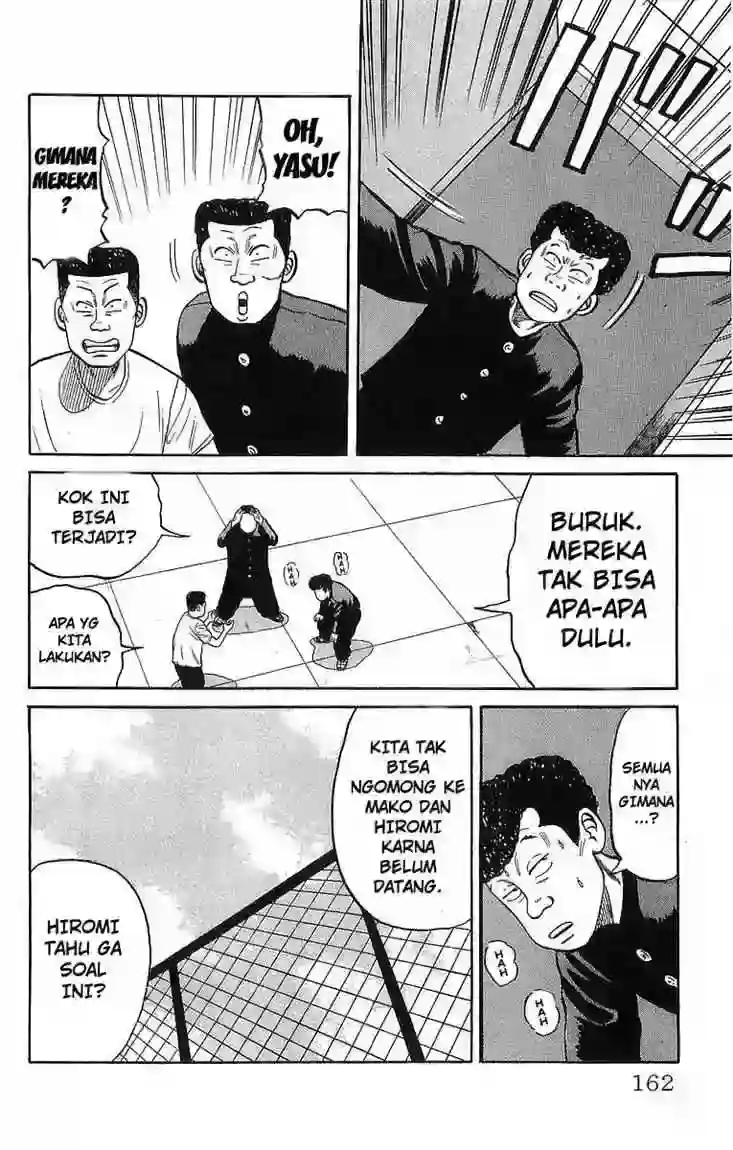 OH,
YASU!
GIMANA
MEREKA
?
BURUK.
MEREKA
TAK BISA
APA-APA
DULU.
HAH
HAH
KOK INI
BISA
TERJADI?
APA YG
KITA
LAKUKAN?
SEMUA
NYA
GIMANA
...?
HAH
HAH
KITA TAK
BISA
NGOMONG KE
MAKO DAN
HIROMI
KARNA
BELUM
DATANG.
HIROMI
TAHU GA
SOAL
INI?
162